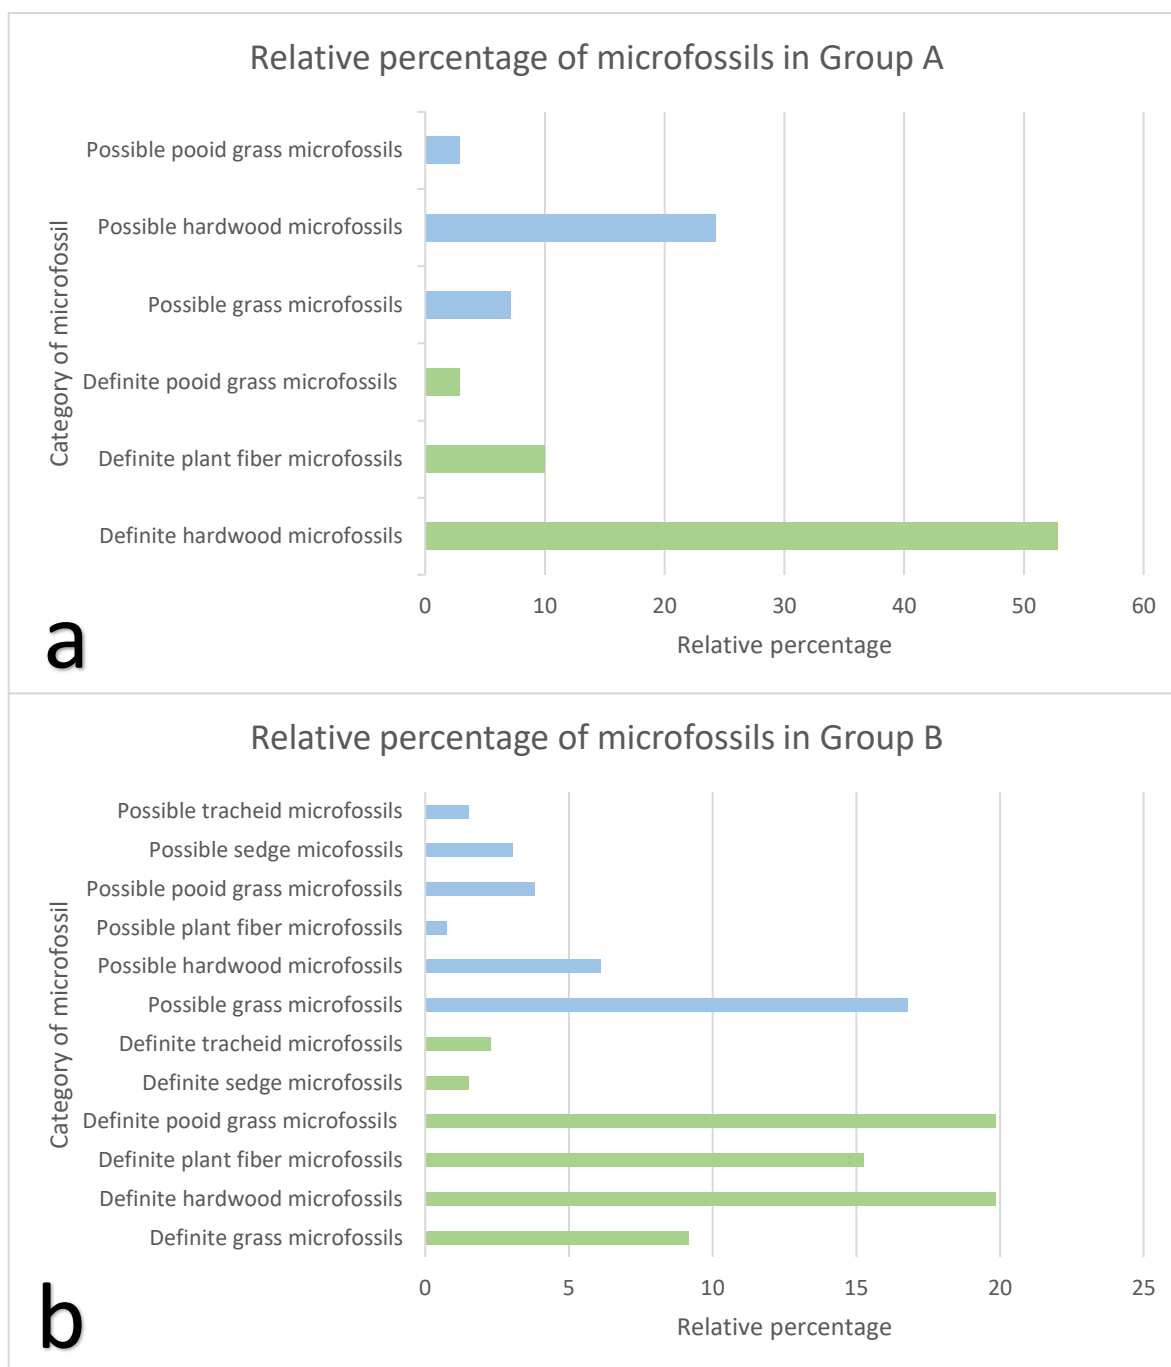 Relative percentage of microfossils in Group A
Category of microfossil
Possible pooid grass microfossils
Possible hardwood microfossils
Possible grass microfossils
Definite pooid grass microfossils
Definite plant fiber microfossils
Definite hardwood microfossils
0 10 20 30 40 50 60
Relative percentage
a
Relative percentage of microfossils in Group B
Category of microfossil
Possible tracheid microfossils
Possible sedge micofossils
Possible pooid grass microfossils
Possible plant fiber microfossils
Possible hardwood microfossils
Possible grass microfossils
Definite tracheid microfossils
Definite sedge microfossils
Definite pooid grass microfossils
Definite plant fiber microfossils
Definite hardwood microfossils
Definite grass microfossils
0 5 10 15 20 25
Relative percentage
b